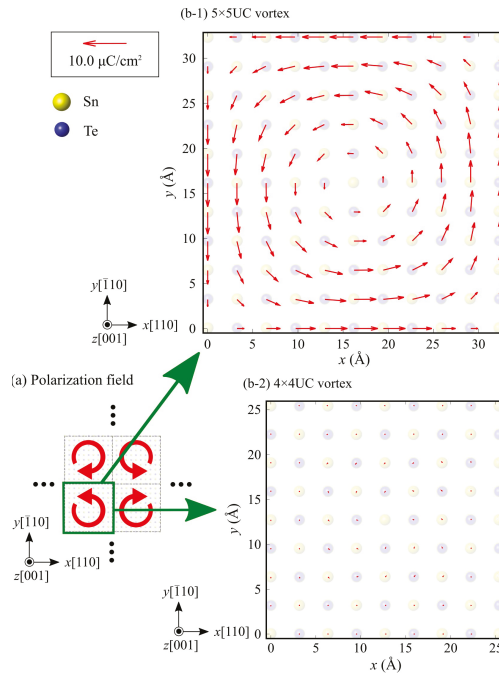 (b-1) 5×5UC vortex
10.0 μC/cm²
Sn
Te
y (Å)
30
25
20
15
10
5
0
0 5 10 15 20 25 30
x (Å)
y[1̄10]
z[001]
x[110]
(a) Polarization field
y[1̄10]
z[001]
x[110]
(b-2) 4×4UC vortex
y (Å)
25
20
15
10
5
0
0 5 10 15 20 25
x (Å)
y[1̄10]
z[001]
x[110]